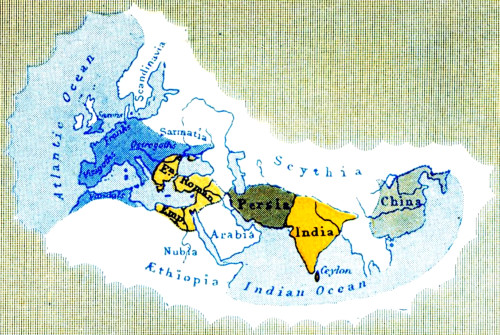 Atlantic Ocean
Scandinavia
Saxons
Franks
Sarmatia
Ostrogoths
Visigoths
Vandals
Scythia
Roman
Emp.
Persia
China
India
Arabia
Nubia
Æthiopia
Ceylon
Indian Ocean